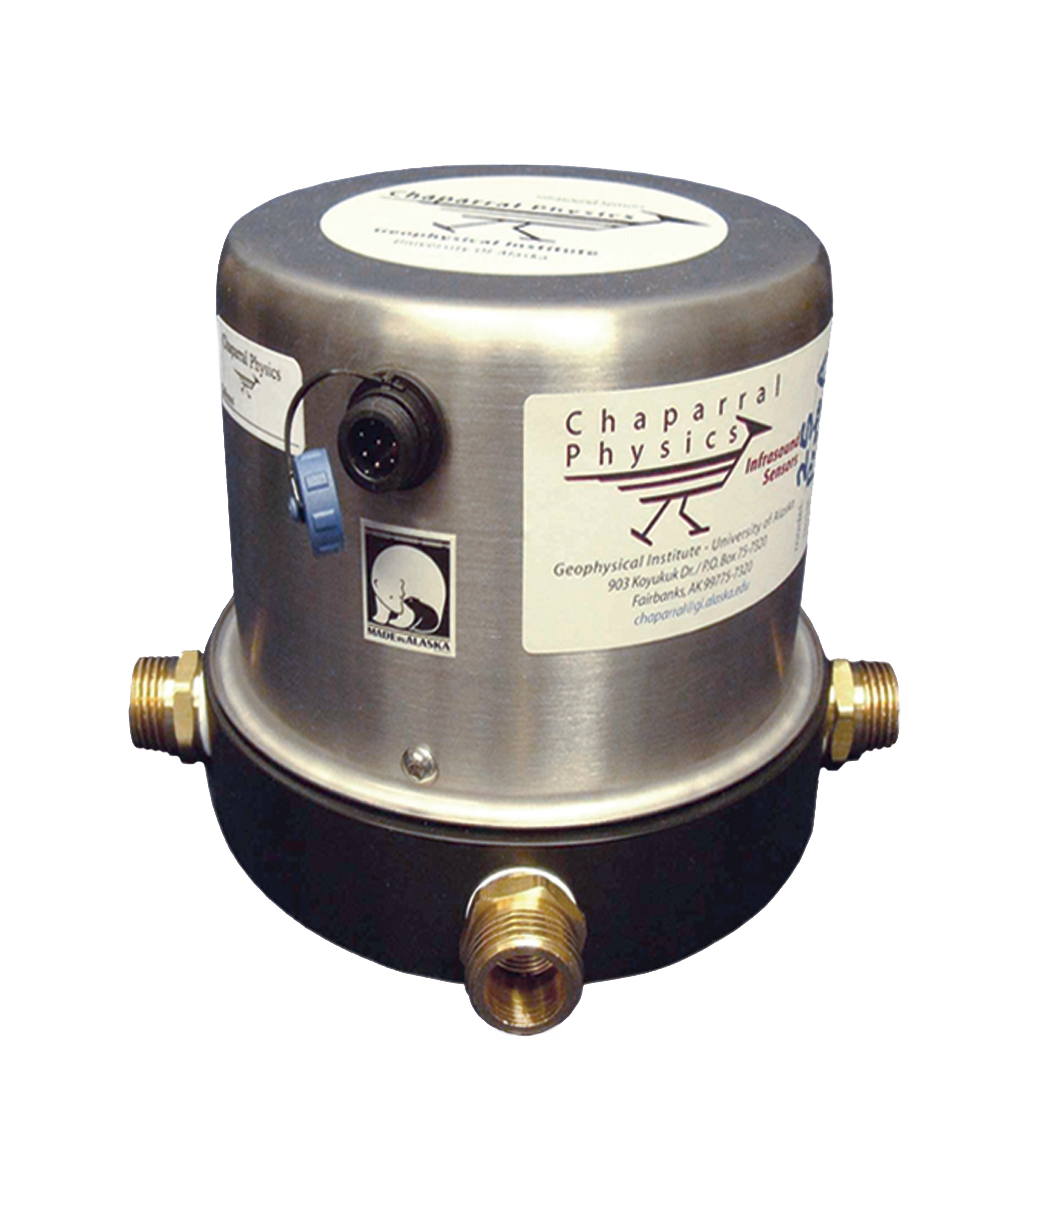 Chaparral Physics
Infrasound Sensors
Geophysical Institute
University of Alaska
Chaparral Physics
Chaparral
Physics
Infrasound
Sensors
Geophysical Institute - University of Alaska
903 Koyukuk Dr./ P.O. Box 75-7320
Fairbanks, AK 99775-7320
chaparral@gi.alaska.edu
MADE IN ALASKA